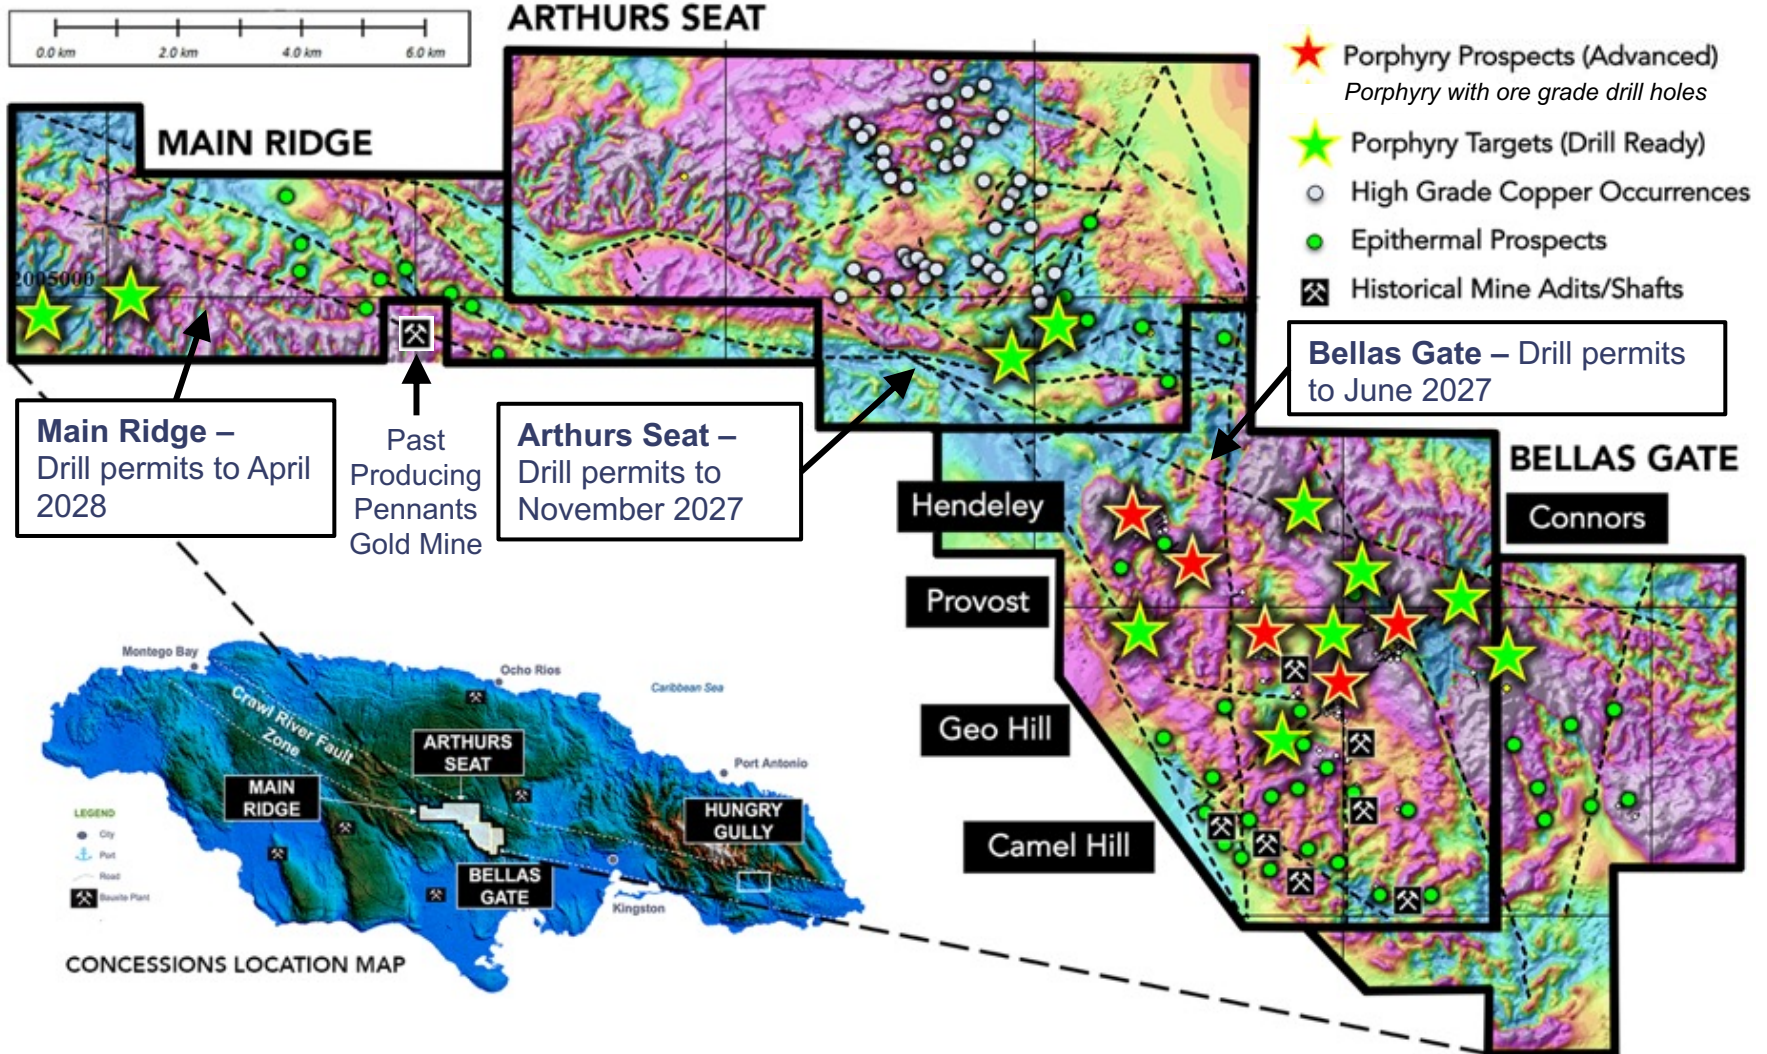 ARTHURS SEAT
0.0 km 2.0 km 4.0 km 6.0 km
MAIN RIDGE
Porphyry Prospects (Advanced)
Porphyry with ore grade drill holes
Porphyry Targets (Drill Ready)
High Grade Copper Occurrences
Epithermal Prospects
Historical Mine Adits/Shafts
2005000
Bellas Gate – Drill permits
to June 2027
Main Ridge –
Drill permits to April
2028
Past
Producing
Pennants
Gold Mine
Arthurs Seat –
Drill permits to
November 2027
BELLAS GATE
Hendeley
Connors
Provost
Geo Hill
Camel Hill
Montego Bay
Ocho Rios
Caribbean Sea
Crawl River Fault
Zone
ARTHURS
SEAT
Port Antonio
MAIN
RIDGE
HUNGRY
GULLY
LEGEND
City
Port
Road
Bauxite Plant
BELLAS
GATE
Kingston
CONCESSIONS LOCATION MAP